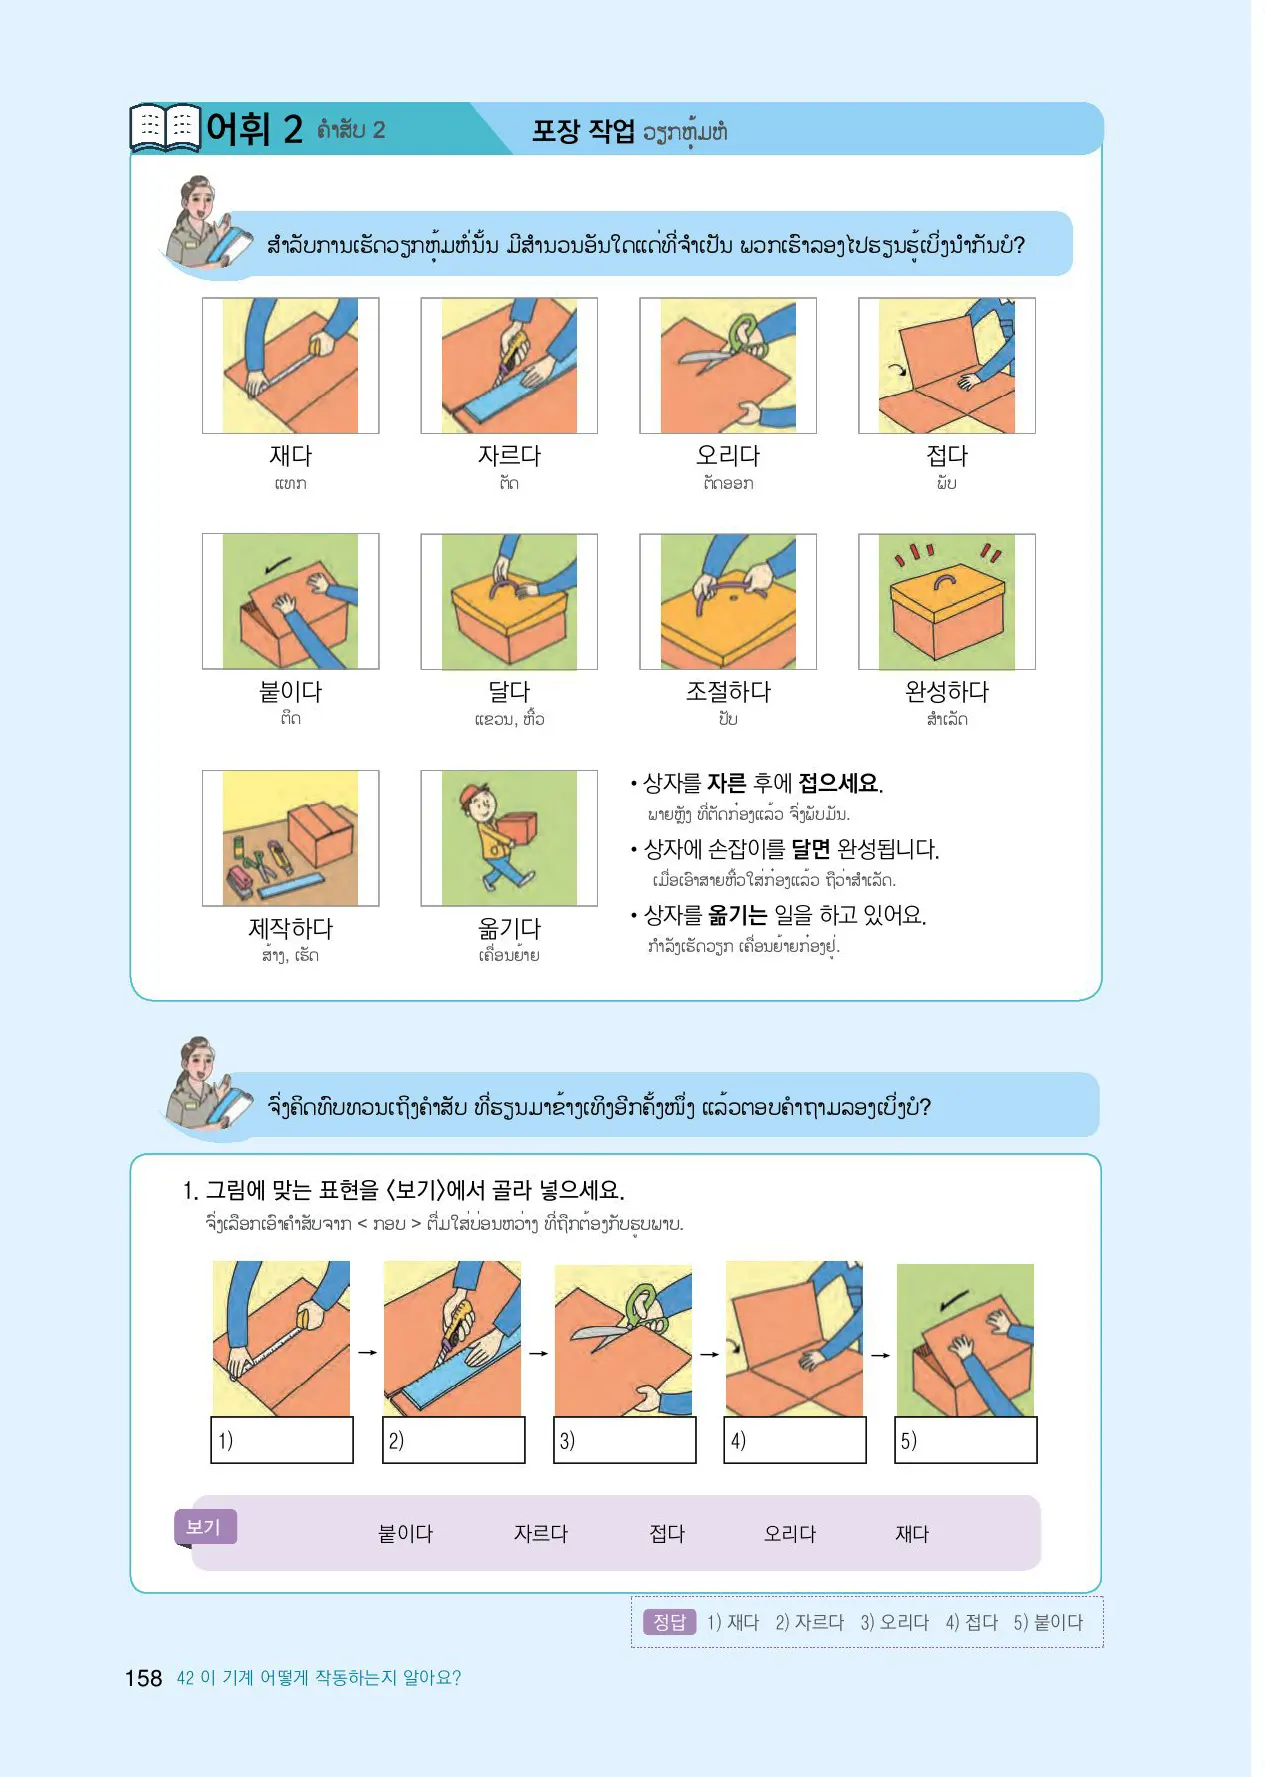 어휘 2 ຄຳສັບ 2 포장 작업 ວຽກຫຸ້ມຫໍ່
ສຳລັບການເຮັດວຽກຫຸ້ມຫໍ່ນັ້ນ ມີສຳນວນອັນໃດແດ່ທີ່ຈຳເປັນ ພວກເຮົາລອງໄປຮຽນຮູ້ເບິ່ງນຳກັນບໍ?
재다 자르다 오리다 접다
ແທກ ຕັດ ຕັດອອກ ພັບ
붙이다 달다 조절하다 완성하다
ຕິດ ແຂວນ, ຫີ້ວ ປັບ ສຳເລັດ
제작하다 옮기다
ສ້າງ, ເຮັດ ເຄື່ອນຍ້າຍ
• 상자를 자른 후에 접으세요.
ພາຍຫຼັງ ທີ່ຕັດກ່ອງແລ້ວ ຈົ່ງພັບມັນ.
• 상자에 손잡이를 달면 완성됩니다.
ເມື່ອເອົາສາຍຫີ້ວໃສ່ກ່ອງແລ້ວ ຖືວ່າສຳເລັດ.
• 상자를 옮기는 일을 하고 있어요.
ກຳລັງເຮັດວຽກ ເຄື່ອນຍ້າຍກ່ອງຢູ່.
ຈົ່ງຄິດທົບທວນເຖິງຄຳສັບ ທີ່ຮຽນມາຂ້າງເທິງອີກຄັ້ງໜຶ່ງ ແລ້ວຕອບຄຳຖາມລອງເບິ່ງບໍ?
1. 그림에 맞는 표현을 〈보기〉에서 골라 넣으세요.
ຈົ່ງເລືອກເອົາຄຳສັບຈາກ < ກອບ > ຕື່ມໃສ່ບ່ອນຫວ່າງ ທີ່ຖືກຕ້ອງກັບຮູບພາບ.
→ → → →
1) 2) 3) 4) 5)
보기 붙이다 자르다 접다 오리다 재다
정답 1) 재다 2) 자르다 3) 오리다 4) 접다 5) 붙이다
158 42 이 기계 어떻게 작동하는지 알아요?